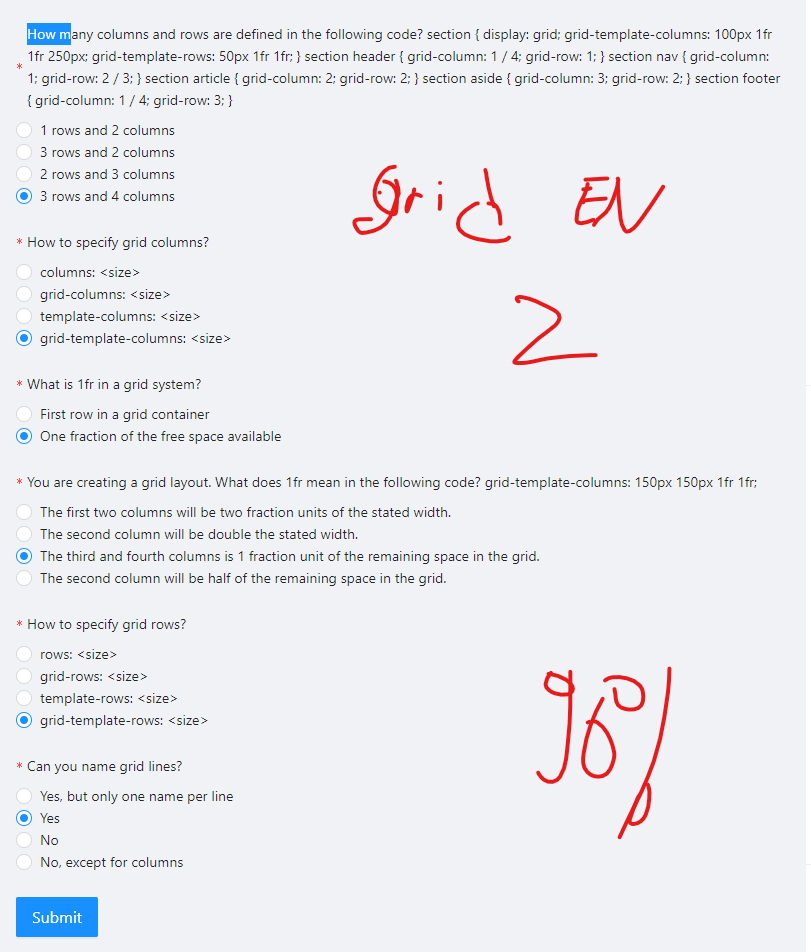 How many columns and rows are defined in the following code? section { display: grid; grid-template-columns: 100px 1fr
1fr 250px; grid-template-rows: 50px 1fr 1fr; } section header { grid-column: 1 / 4; grid-row: 1; } section nav { grid-column:
* 1; grid-row: 2 / 3; } section article { grid-column: 2; grid-row: 2; } section aside { grid-column: 3; grid-row: 2; } section footer
{ grid-column: 1 / 4; grid-row: 3; }
1 rows and 2 columns
3 rows and 2 columns
2 rows and 3 columns
3 rows and 4 columns
grid EN
* How to specify grid columns?
columns: <size>
grid-columns: <size>
template-columns: <size>
grid-template-columns: <size>
2
* What is 1fr in a grid system?
First row in a grid container
One fraction of the free space available
* You are creating a grid layout. What does 1fr mean in the following code? grid-template-columns: 150px 150px 1fr 1fr;
The first two columns will be two fraction units of the stated width.
The second column will be double the stated width.
The third and fourth columns is 1 fraction unit of the remaining space in the grid.
The second column will be half of the remaining space in the grid.
* How to specify grid rows?
rows: <size>
grid-rows: <size>
template-rows: <size>
grid-template-rows: <size>
* Can you name grid lines?
Yes, but only one name per line
Yes
No
No, except for columns
Submit